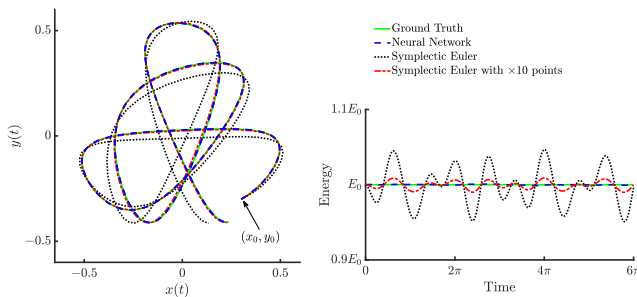 0.5
0
−0.5
y(t)
−0.5
0
0.5
x(t)
(x₀, y₀)
Ground Truth
Neural Network
Symplectic Euler
Symplectic Euler with ×10 points
1.1E₀
E₀
0.9E₀
Energy
0
2π
4π
6π
Time